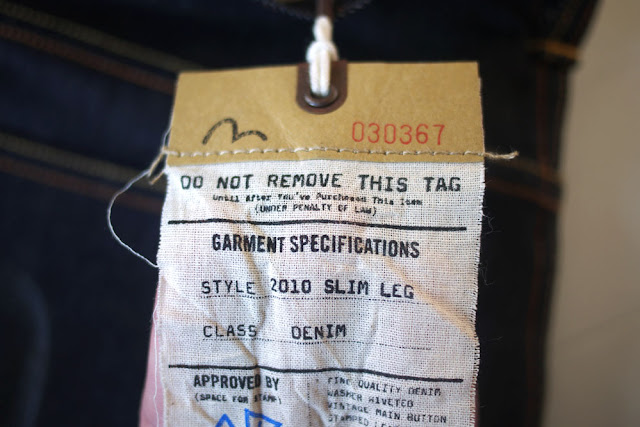 030367
DO NOT REMOVE THIS TAG
Until After You've Purchased This Item
(UNDER PENALTY OF LAW)
GARMENT SPECIFICATIONS
STYLE 2010 SLIM LEG
CLASS DENIM
APPROVED BY
(SPACE FOR STAMP)
FINE QUALITY DENIM
WASHER RIVETED
VINTAGE MAIN BUTTON
STAMPED